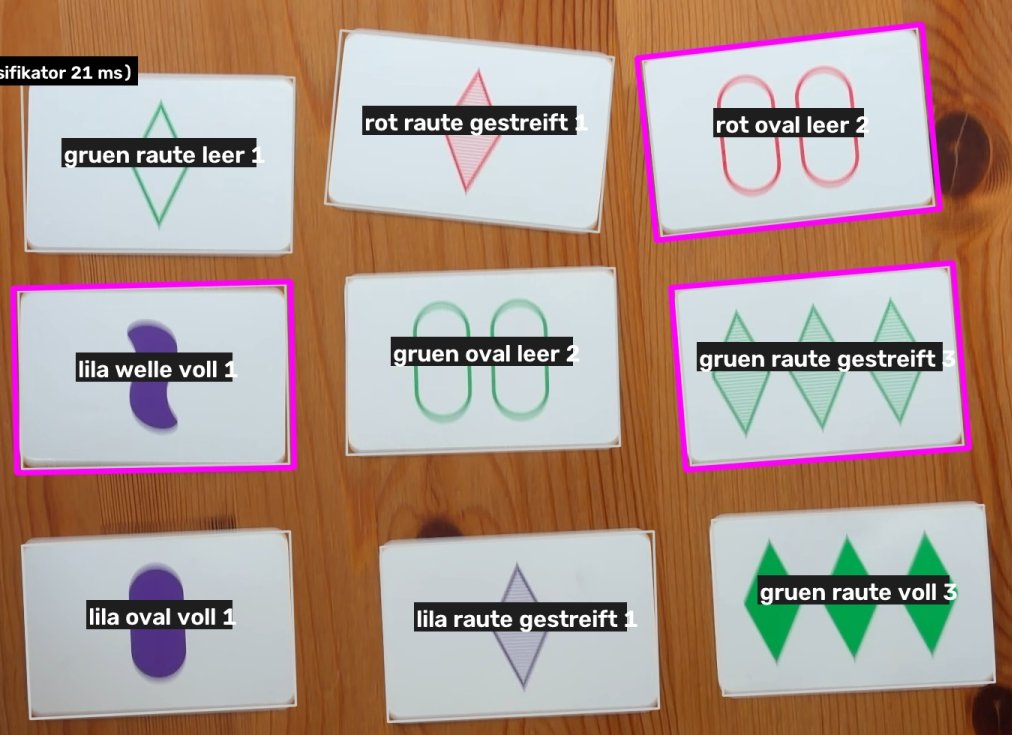 sifikator 21 ms)
gruen raute leer 1
rot raute gestreift 1
rot oval leer 2
lila welle voll 1
gruen oval leer 2
gruen raute gestreift 3
lila oval voll 1
lila raute gestreift 1
gruen raute voll 3